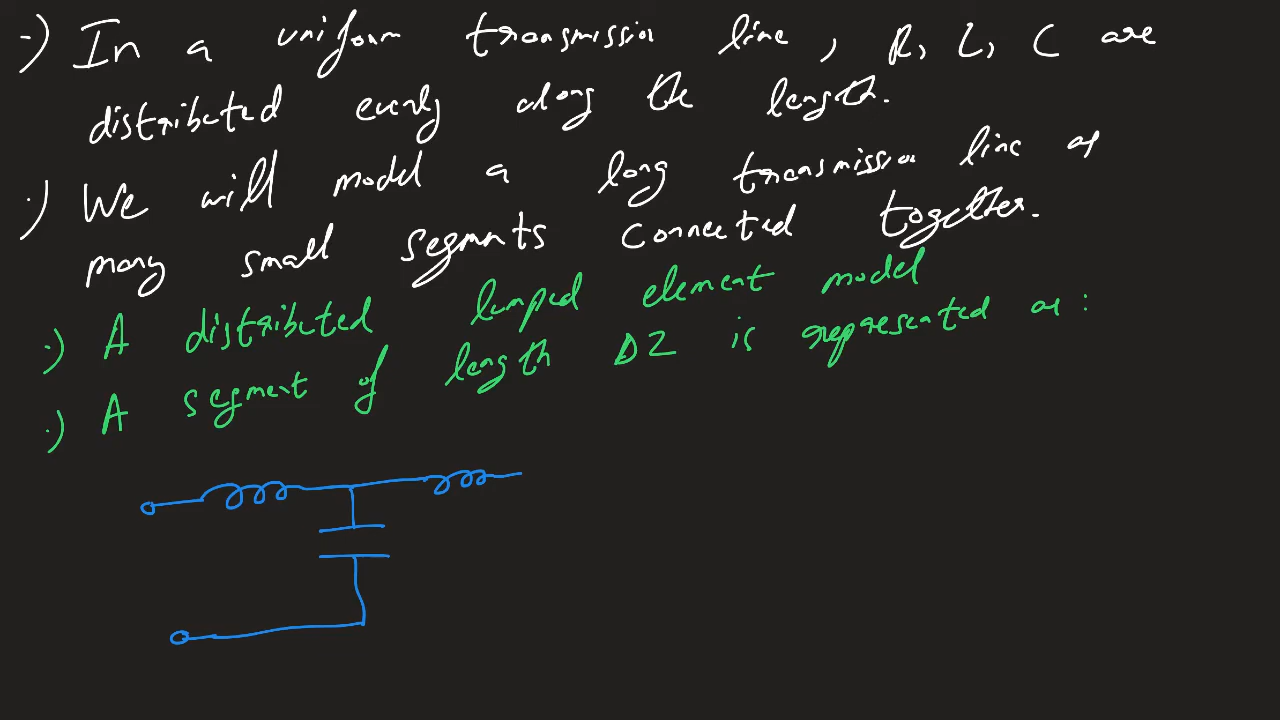 ·) In a uniform transmission line, R, L, C are
distributed evenly along the length.
·) We will model a long transmission line as
many small segments connected together.
·) A distributed lumped element model
·) A segment of length ΔZ is represented as: